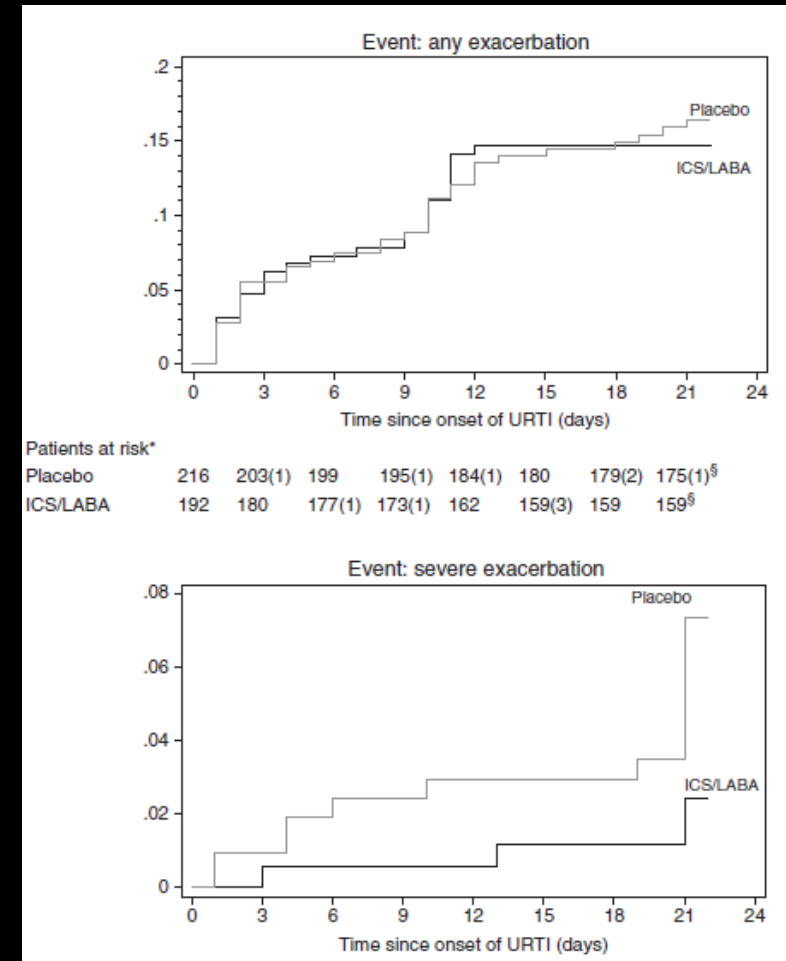 Event: any exacerbation
.2
.15
.1
.05
0
Placebo
ICS/LABA
0 3 6 9 12 15 18 21 24
Time since onset of URTI (days)
Patients at risk*
Placebo 216 203(1) 199 195(1) 184(1) 180 179(2) 175(1)§
ICS/LABA 192 180 177(1) 173(1) 162 159(3) 159 159§
Event: severe exacerbation
.08
.06
.04
.02
0
Placebo
ICS/LABA
0 3 6 9 12 15 18 21 24
Time since onset of URTI (days)